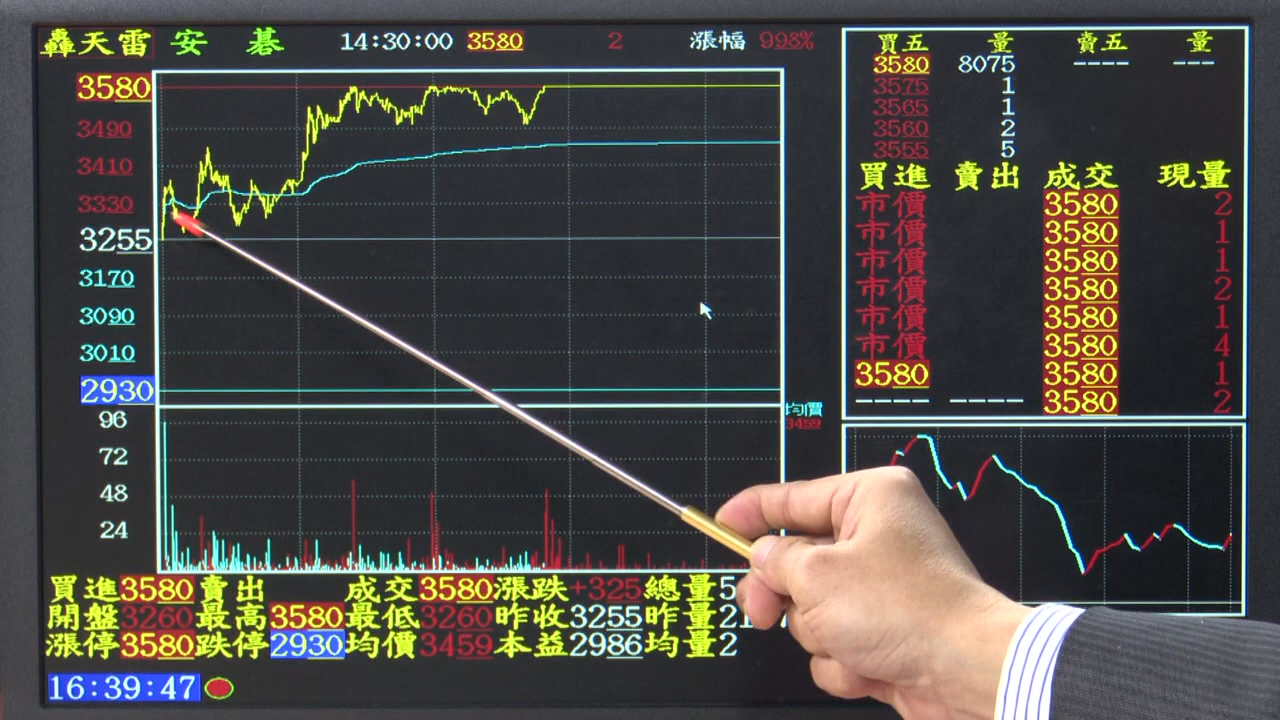 轟天雷 安 碁 14:30:00 3580 2 漲幅 998%
3580
3490
3410
3330
3255
3170
3090
3010
2930
96
72
48
24
均價
3459
買五 量 賣五 量
3580 8075 ---- ---
3575 1
3565 1
3560 2
3555 5
買進 賣出 成交 現量
市價 3580 2
市價 3580 1
市價 3580 1
市價 3580 2
市價 3580 1
市價 3580 4
3580 3580 1
---- ---- 3580 2
買進3580賣出 成交3580漲跌+325總量5
開盤3260最高3580最低3260昨收3255昨量21
漲停3580跌停2930均價3459本益2986均量2
16:39:47